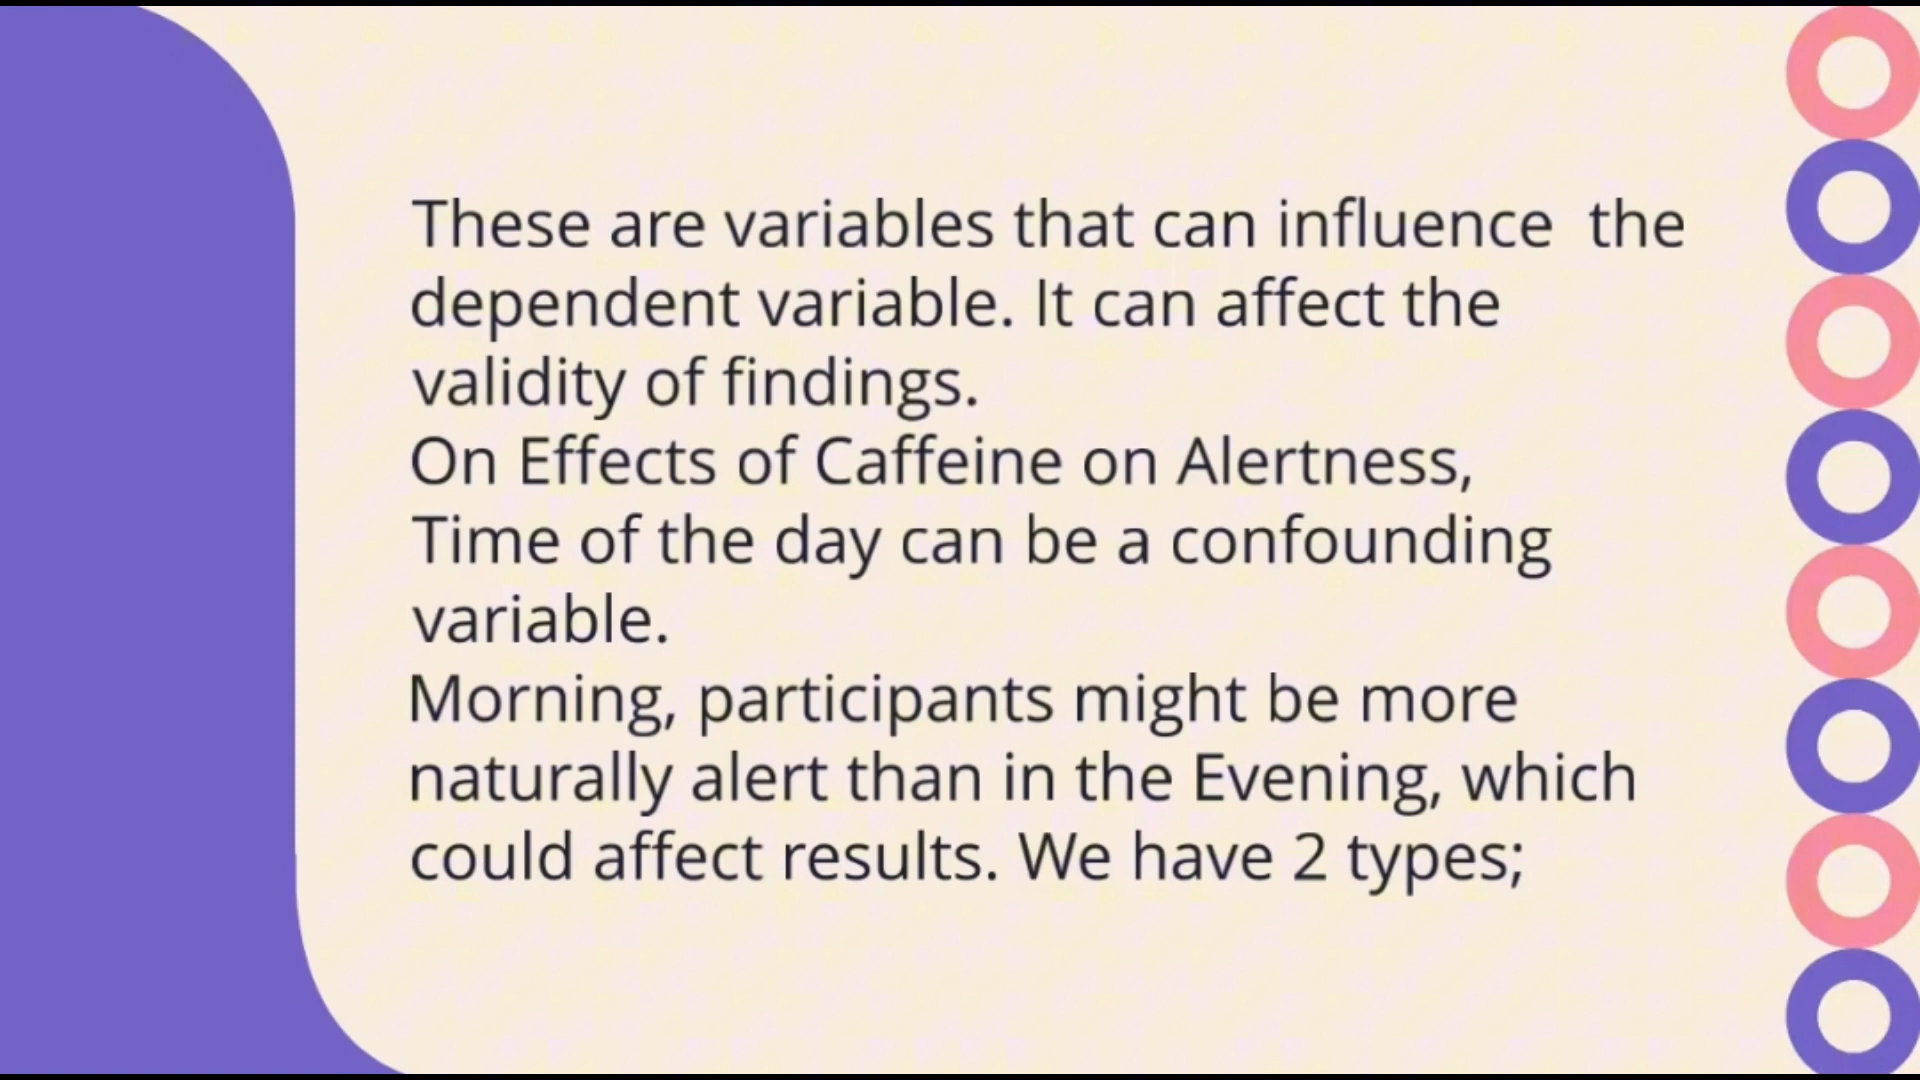 These are variables that can influence  the
dependent variable. It can affect the
validity of findings.
On Effects of Caffeine on Alertness,
Time of the day can be a confounding
variable.
Morning, participants might be more
naturally alert than in the Evening, which
could affect results. We have 2 types;